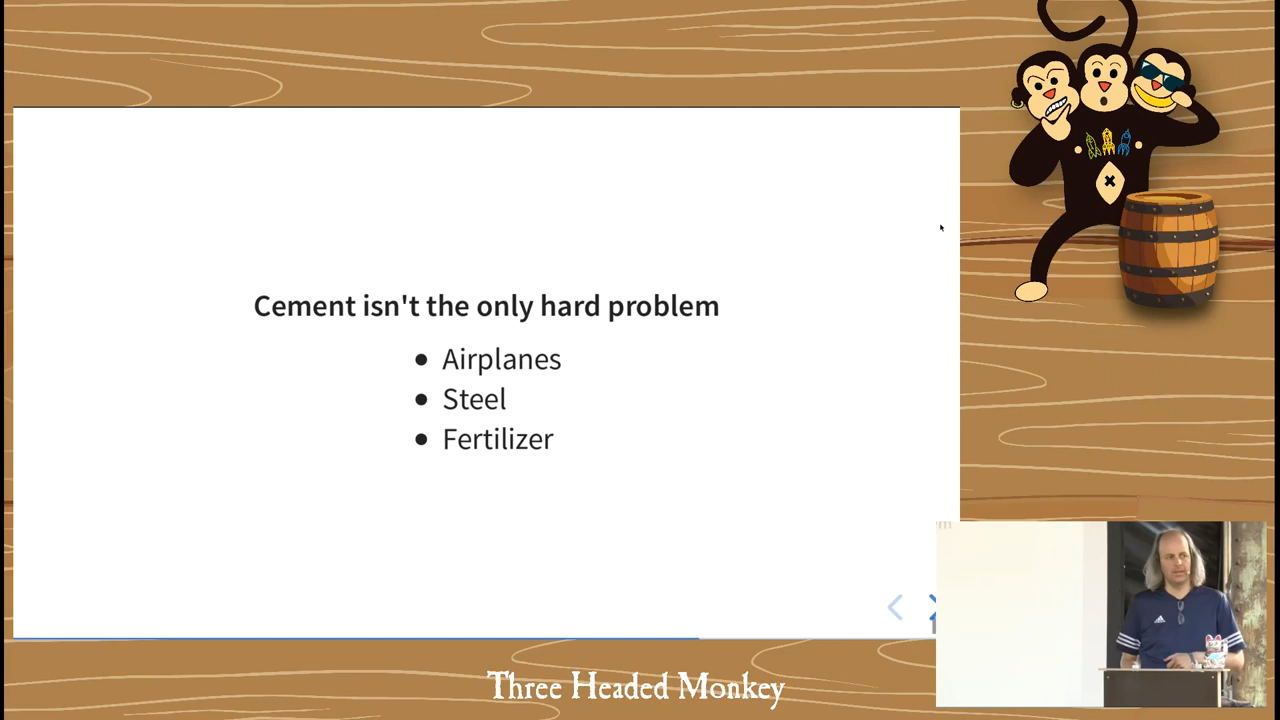 Cement isn't the only hard problem
Airplanes
Steel
Fertilizer
Three Headed Monkey